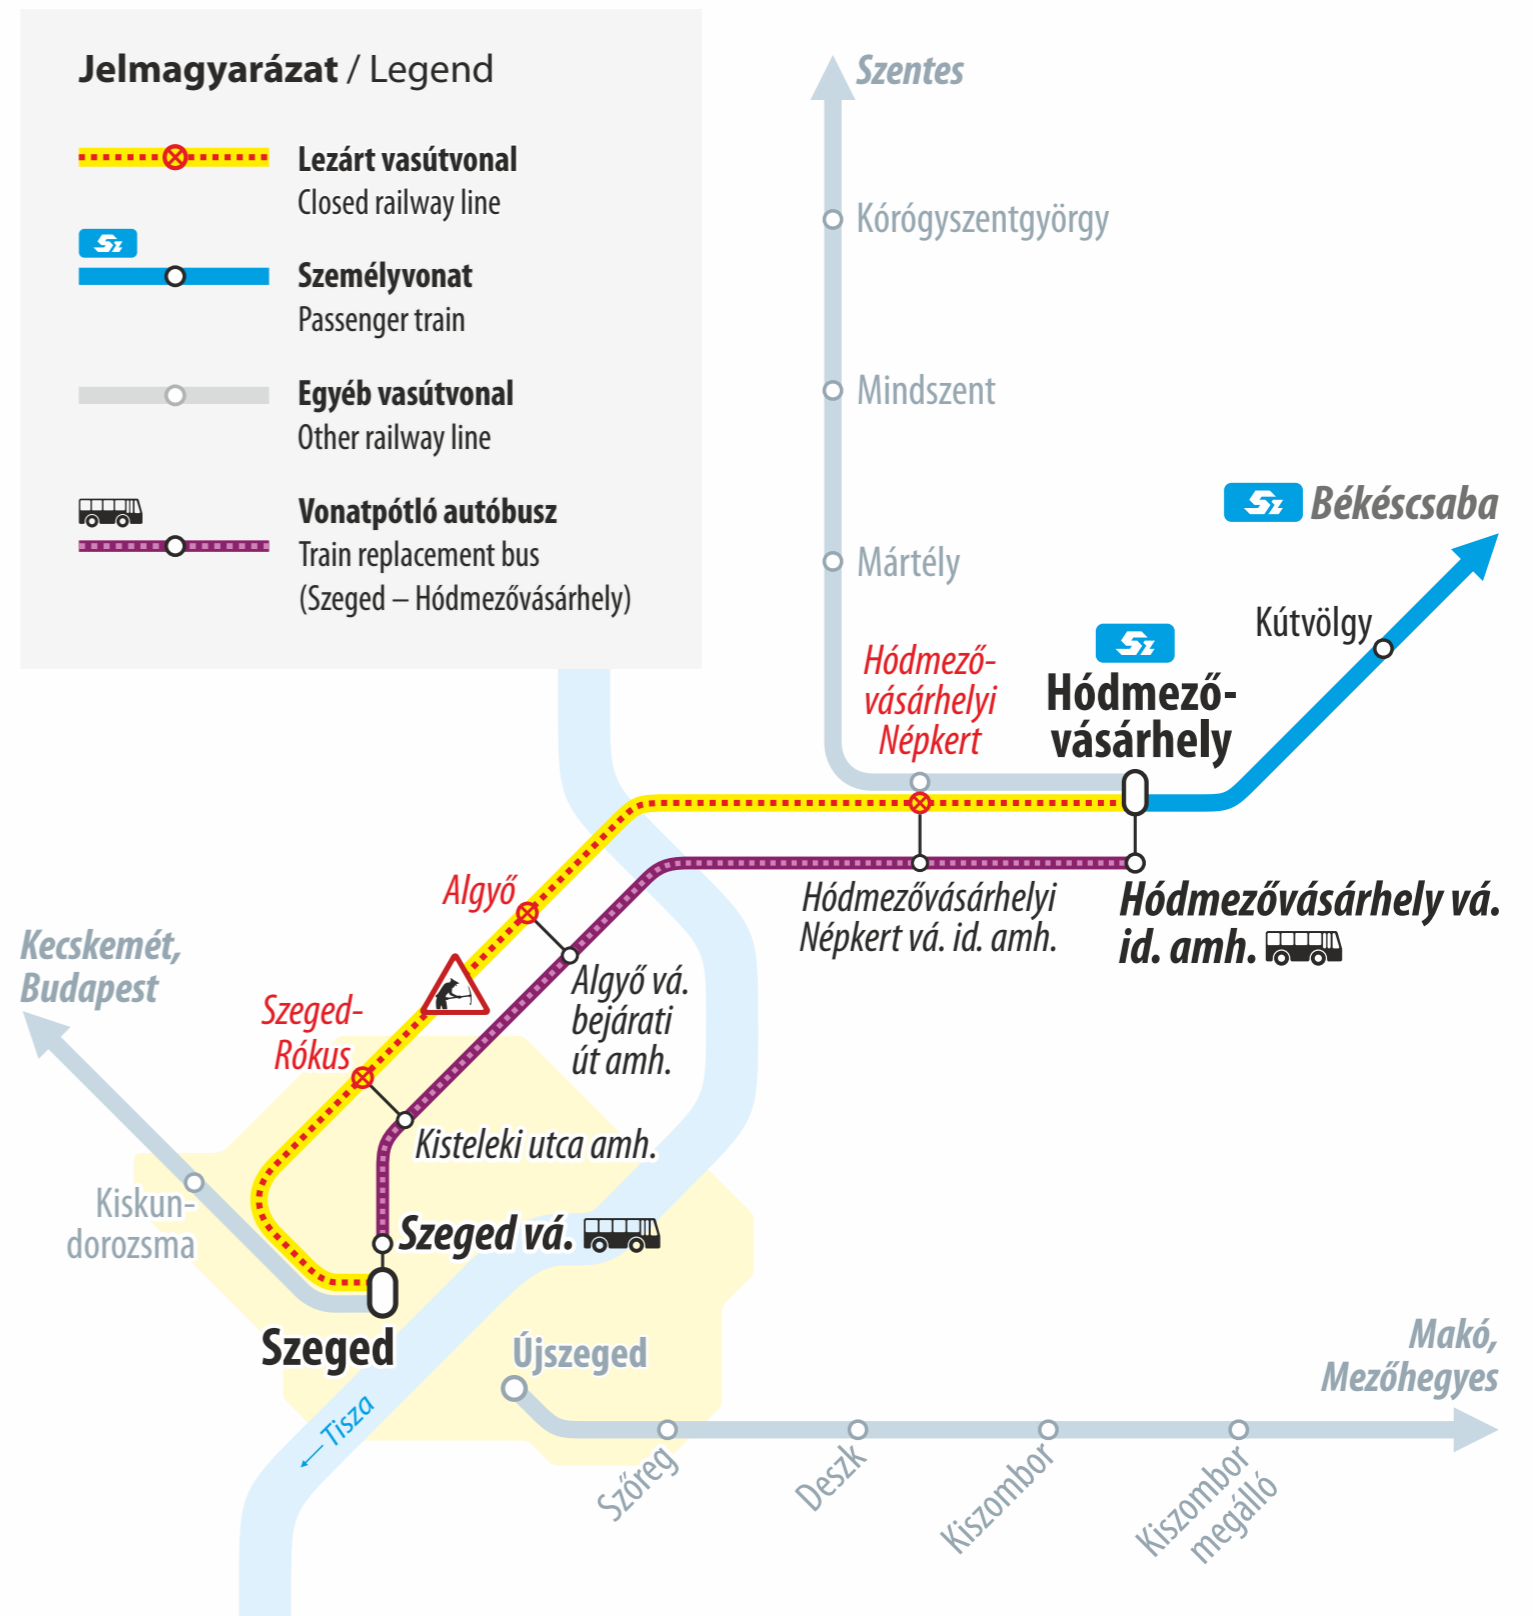 Jelmagyarázat / Legend
Lezárt vasútvonal
Closed railway line
Sz
Személyvonat
Passenger train
Egyéb vasútvonal
Other railway line
Vonatpótló autóbusz
Train replacement bus
(Szeged – Hódmezővásárhely)
Szentes
Kórógyszentgyörgy
Mindszent
Mártély
Sz Békéscsaba
Kútvölgy
Sz
Hódmező-
vásárhely
Hódmező-
vásárhelyi
Népkert
Hódmezővásárhelyi
Népkert vá. id. amh.
Hódmezővásárhely vá.
id. amh.
Algyő
Algyő vá.
bejárati
út amh.
Kecskemét,
Budapest
Szeged-
Rókus
Kisteleki utca amh.
Kiskun-
dorozsma
Szeged vá.
Szeged
Újszeged
← Tisza
Makó,
Mezőhegyes
Szőreg
Deszk
Kiszombor
Kiszombor
megálló